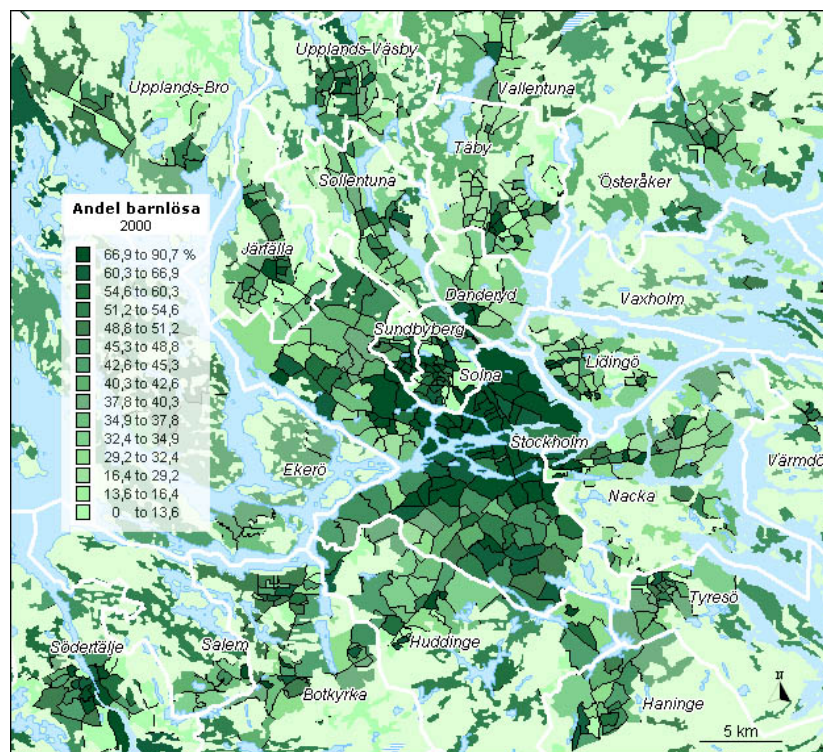 Upplands-Väsby
Upplands-Bro
Vallentuna
Täby
Sollentuna
Österåker
Andel barnlösa
2000
66,9 to 90,7 %
60,3 to 66,9
54,6 to 60,3
51,2 to 54,6
48,8 to 51,2
45,3 to 48,8
42,6 to 45,3
40,3 to 42,6
37,8 to 40,3
34,9 to 37,8
32,4 to 34,9
29,2 to 32,4
16,4 to 29,2
13,6 to 16,4
0 to 13,6
Järfälla
Danderyd
Vaxholm
Sundbyberg
Lidingö
Solna
Stockholm
Ekerö
Värmdö
Nacka
Tyresö
Södertälje
Salem
Huddinge
Botkyrka
Haninge
N
5 km